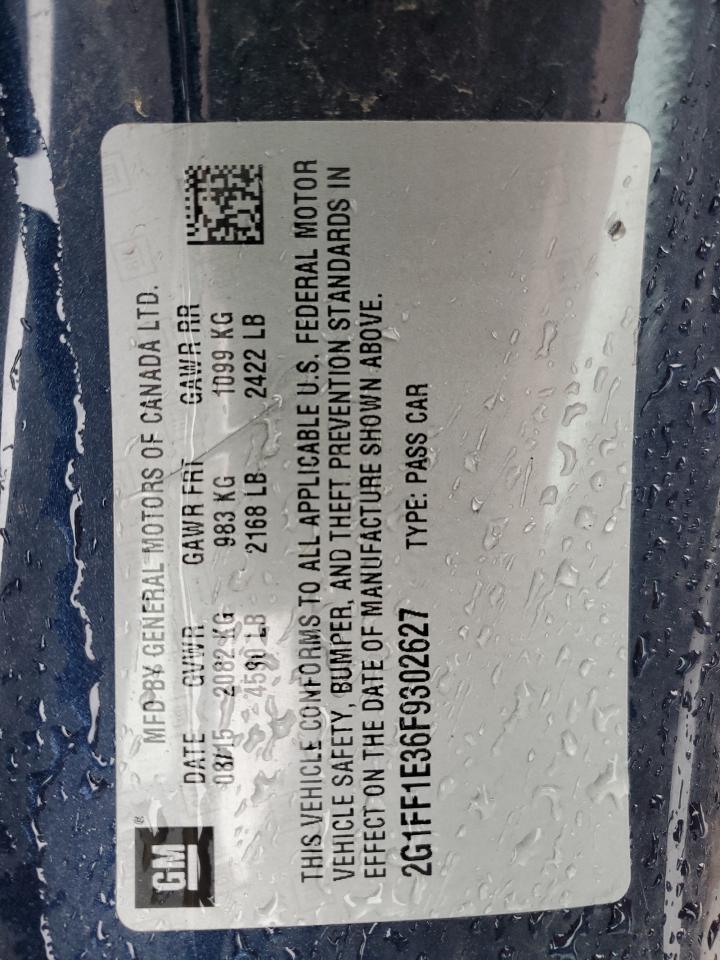 GM ®
MFD BY GENERAL MOTORS OF CANADA LTD.
DATE GVWR GAWR FRT GAWR RR
03/15 2082 KG 983 KG 1099 KG
4590 LB 2168 LB 2422 LB
THIS VEHICLE CONFORMS TO ALL APPLICABLE U.S. FEDERAL MOTOR
VEHICLE SAFETY, BUMPER, AND THEFT PREVENTION STANDARDS IN
EFFECT ON THE DATE OF MANUFACTURE SHOWN ABOVE.
2G1FF1E36F9302627 TYPE: PASS CAR